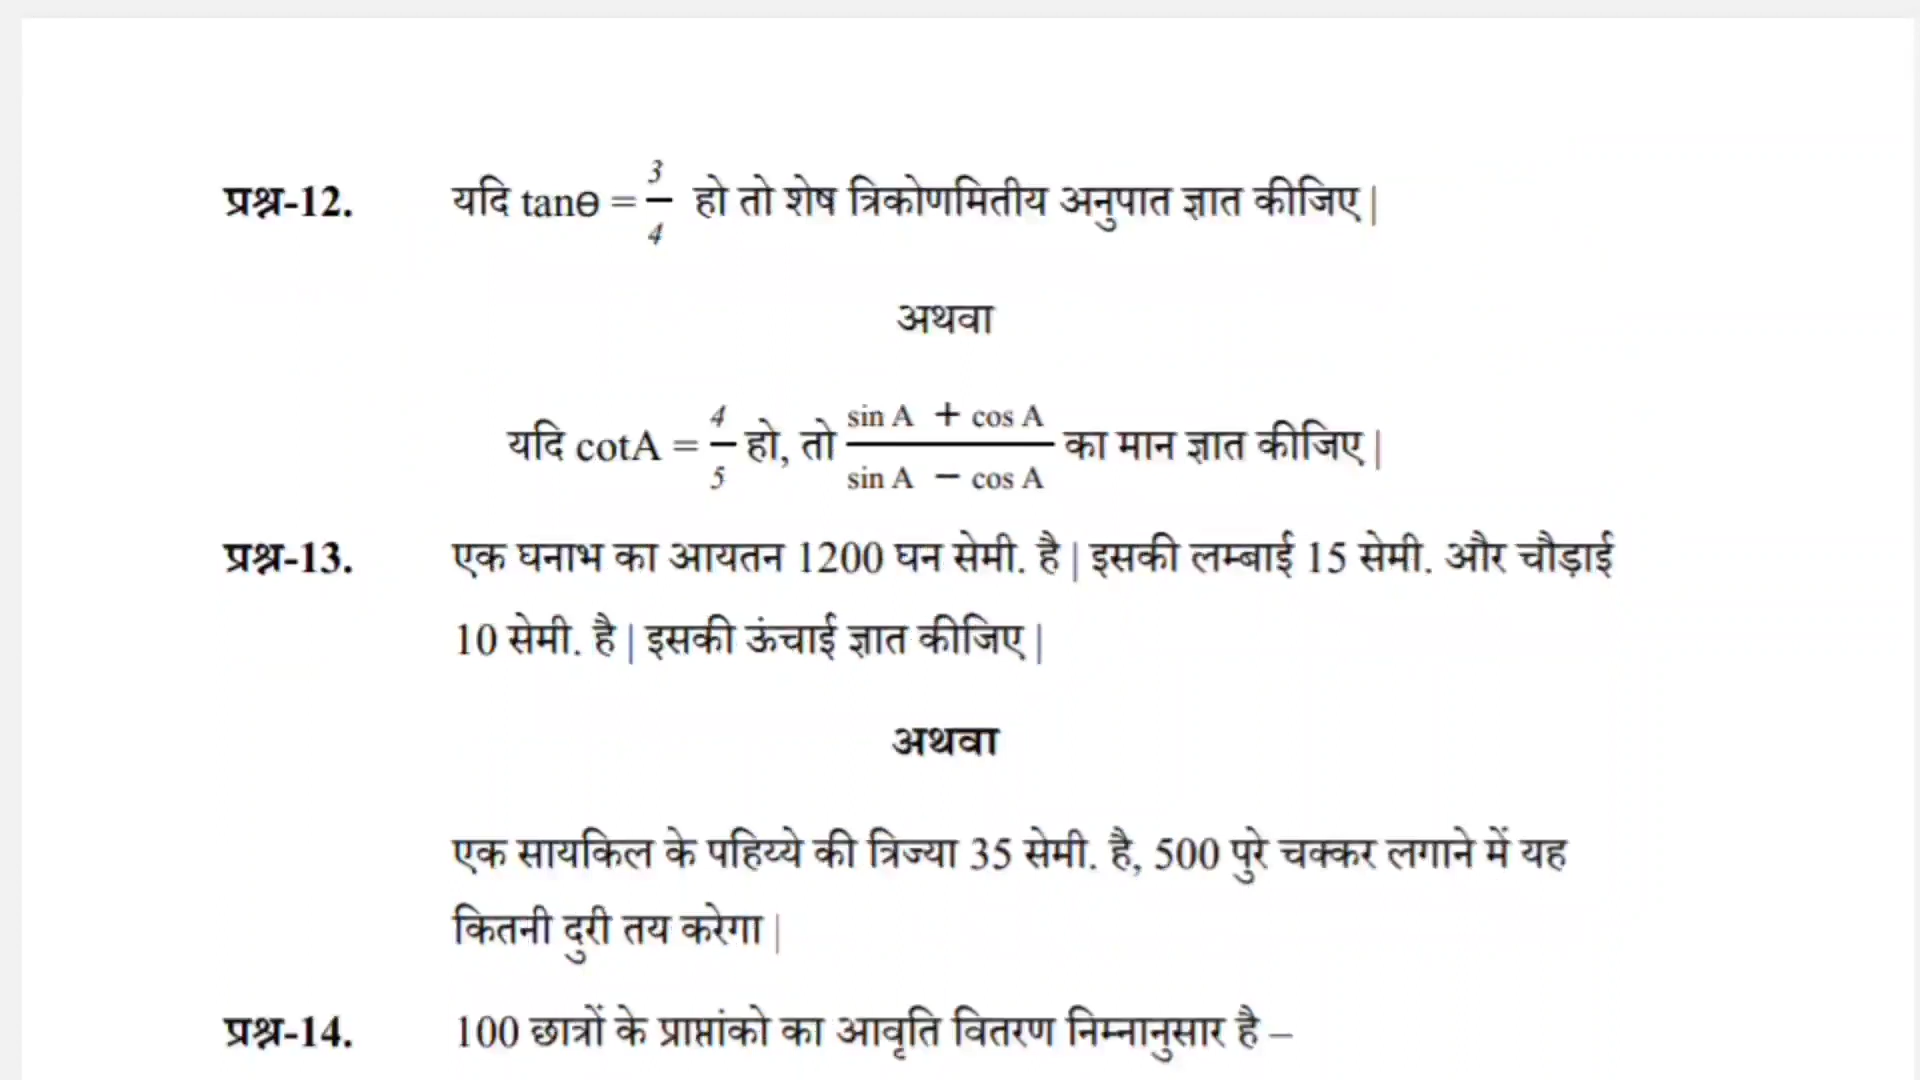 प्रश्न-12. यदि tanɵ = 3/4 हो तो शेष त्रिकोणमितीय अनुपात ज्ञात कीजिए |
अथवा
यदि cotA = 4/5 हो, तो (sin A + cos A)/(sin A − cos A) का मान ज्ञात कीजिए |
प्रश्न-13. एक घनाभ का आयतन 1200 घन सेमी. है | इसकी लम्बाई 15 सेमी. और चौड़ाई
10 सेमी. है | इसकी ऊंचाई ज्ञात कीजिए |
अथवा
एक सायकिल के पहिय्ये की त्रिज्या 35 सेमी. है, 500 पुरे चक्कर लगाने में यह
कितनी दुरी तय करेगा |
प्रश्न-14. 100 छात्रों के प्राप्तांको का आवृति वितरण निम्नानुसार है –